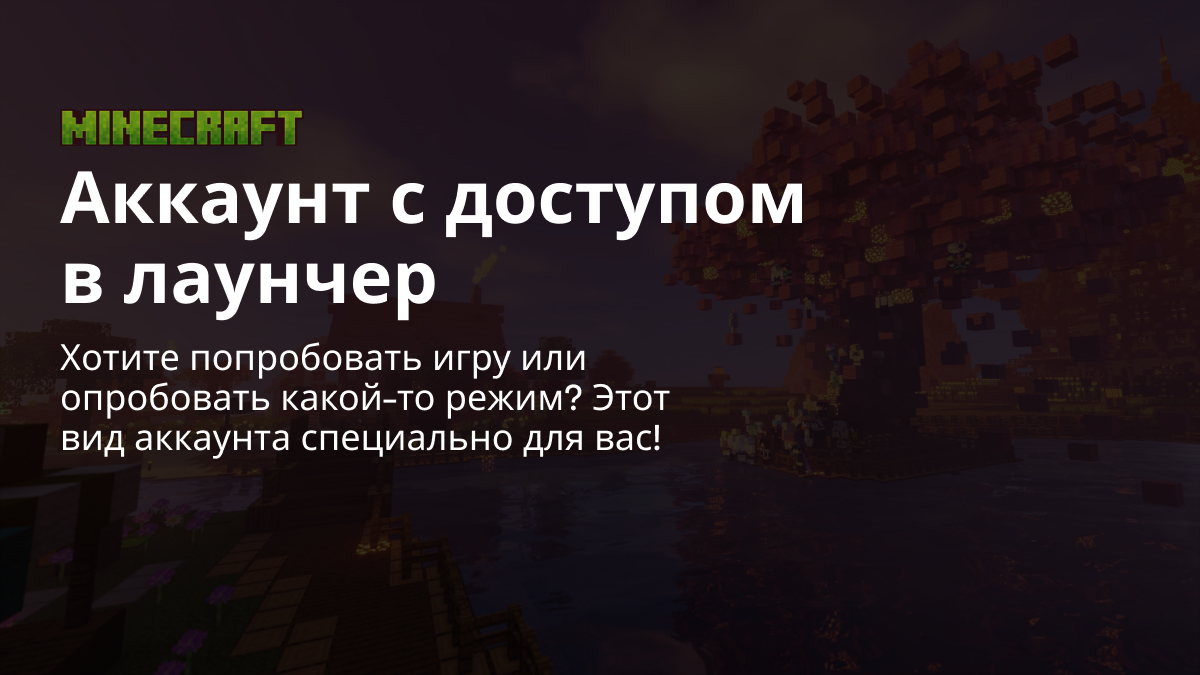 MINECRAFT
Аккаунт с доступом
в лаунчер
Хотите попробовать игру или
опробовать какой-то режим? Этот
вид аккаунта специально для вас!